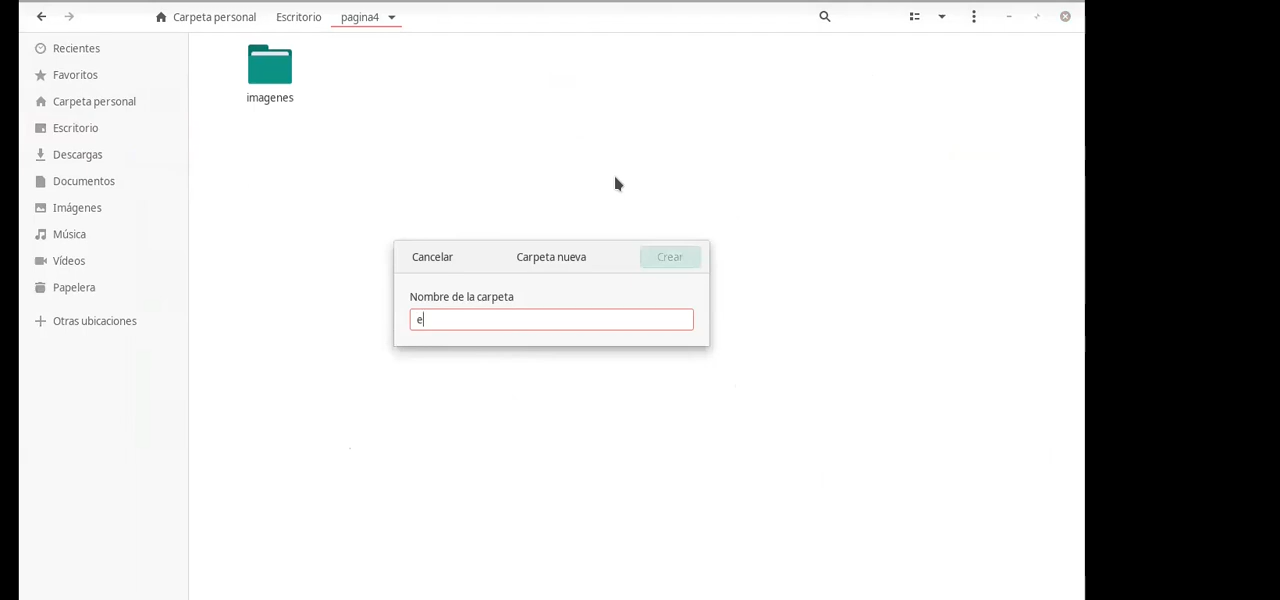 Carpeta personal Escritorio pagina4
Recientes
Favoritos
Carpeta personal
Escritorio
Descargas
Documentos
Imágenes
Música
Vídeos
Papelera
Otras ubicaciones
imagenes
Cancelar Carpeta nueva Crear
Nombre de la carpeta
e